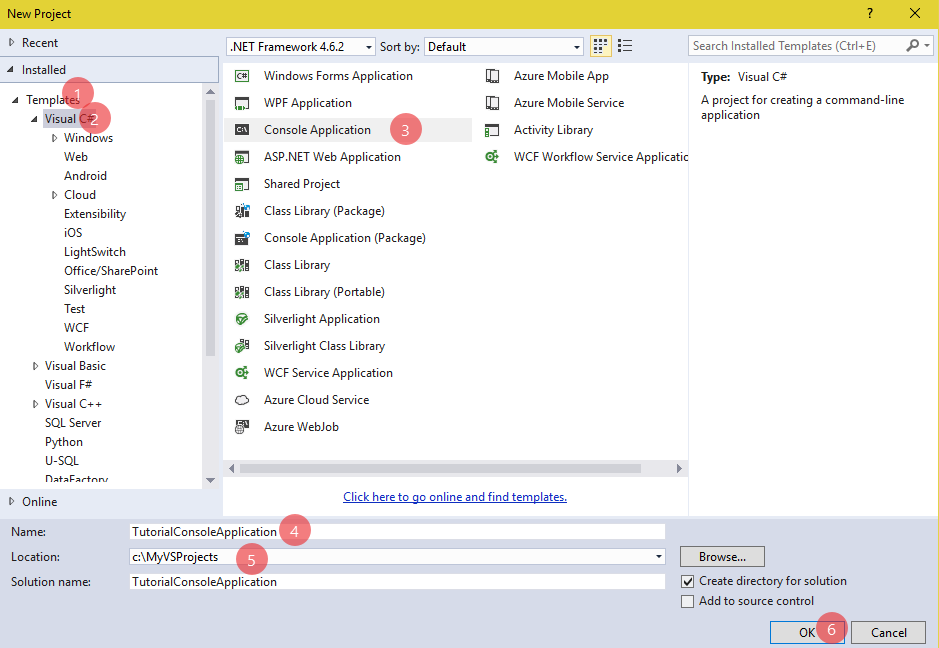 New Project
?
Recent
.NET Framework 4.6.2
Sort by:
Default
Search Installed Templates (Ctrl+E)
Installed
Templates
1
Visual C#
2
Windows
Web
Android
Cloud
Extensibility
iOS
LightSwitch
Office/SharePoint
Silverlight
Test
WCF
Workflow
Visual Basic
Visual F#
Visual C++
SQL Server
Python
U-SQL
DataFactory
Online
C# Windows Forms Application
WPF Application
C:\ Console Application
3
ASP.NET Web Application
Shared Project
Class Library (Package)
Console Application (Package)
Class Library
Class Library (Portable)
Silverlight Application
Silverlight Class Library
WCF Service Application
Azure Cloud Service
Azure WebJob
Azure Mobile App
Azure Mobile Service
Activity Library
WCF Workflow Service Applicatio
Click here to go online and find templates.
Type: Visual C#
A project for creating a command-line
application
Name:
TutorialConsoleApplication
4
Location:
c:\MyVSProjects
5
Browse...
Solution name:
TutorialConsoleApplication
Create directory for solution
Add to source control
OK
6
Cancel